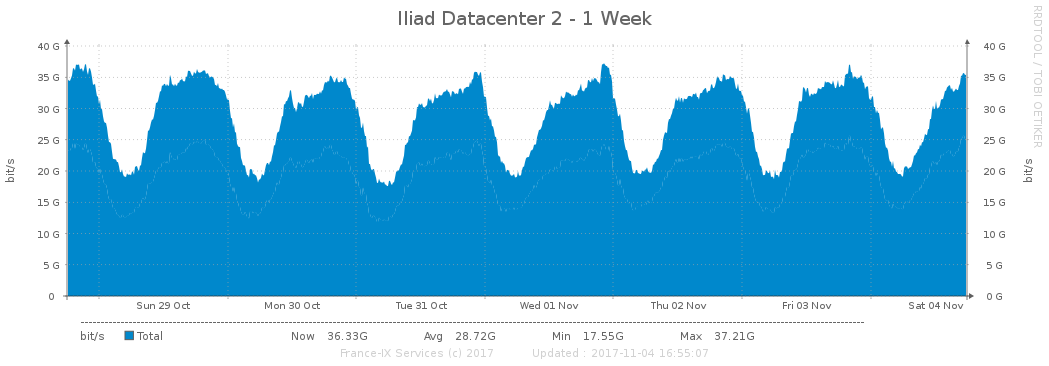 Iliad Datacenter 2 - 1 Week
RRDTOOL / TOBI OETIKER
40 G 40 G
35 G 35 G
30 G 30 G
25 G 25 G
20 G 20 G
15 G 15 G
10 G 10 G
5 G 5 G
0 0 G
bit/s bit/s
Sun 29 Oct Mon 30 Oct Tue 31 Oct Wed 01 Nov Thu 02 Nov Fri 03 Nov Sat 04 Nov
bit/s Total Now 36.33G Avg 28.72G Min 17.55G Max 37.21G
France-IX Services (c) 2017 Updated : 2017-11-04 16:55:07